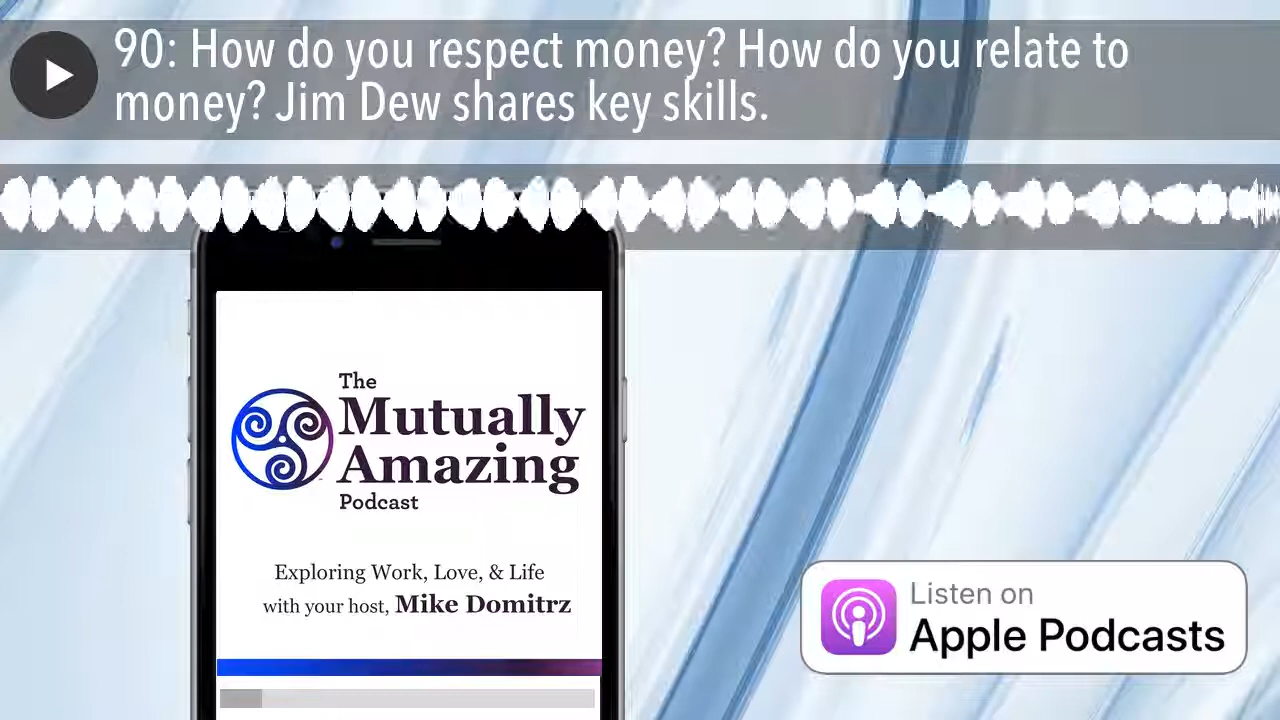 90: How do you respect money? How do you relate to
money? Jim Dew shares key skills.
The
Mutually
Amazing
Podcast
Exploring Work, Love, & Life
with your host, Mike Domitrz
Listen on
Apple Podcasts